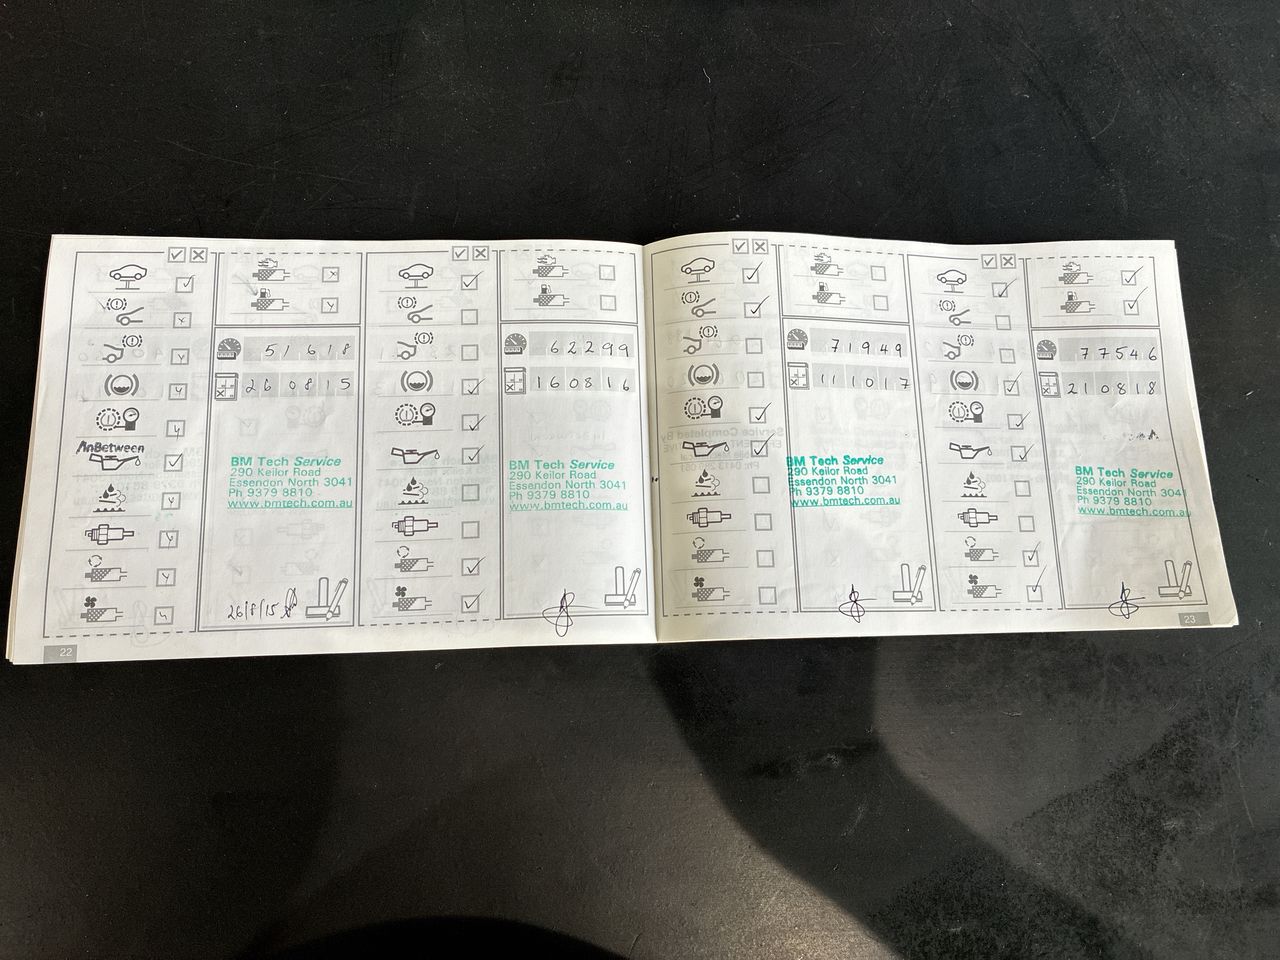 51618
260815
InBetween
BM Tech Service
290 Keilor Road
Essendon North 3041
Ph 9379 8810
www.bmtech.com.au
26/8/15
22
62299
160816
BM Tech Service
290 Keilor Road
Essendon North 3041
Ph 9379 8810
www.bmtech.com.au
71949
111017
BM Tech Service
290 Keilor Road
Essendon North 3041
Ph 9379 8810
www.bmtech.com.au
77546
210818
BM Tech Service
290 Keilor Road
Essendon North 3041
Ph 9379 8810
www.bmtech.com.au
23